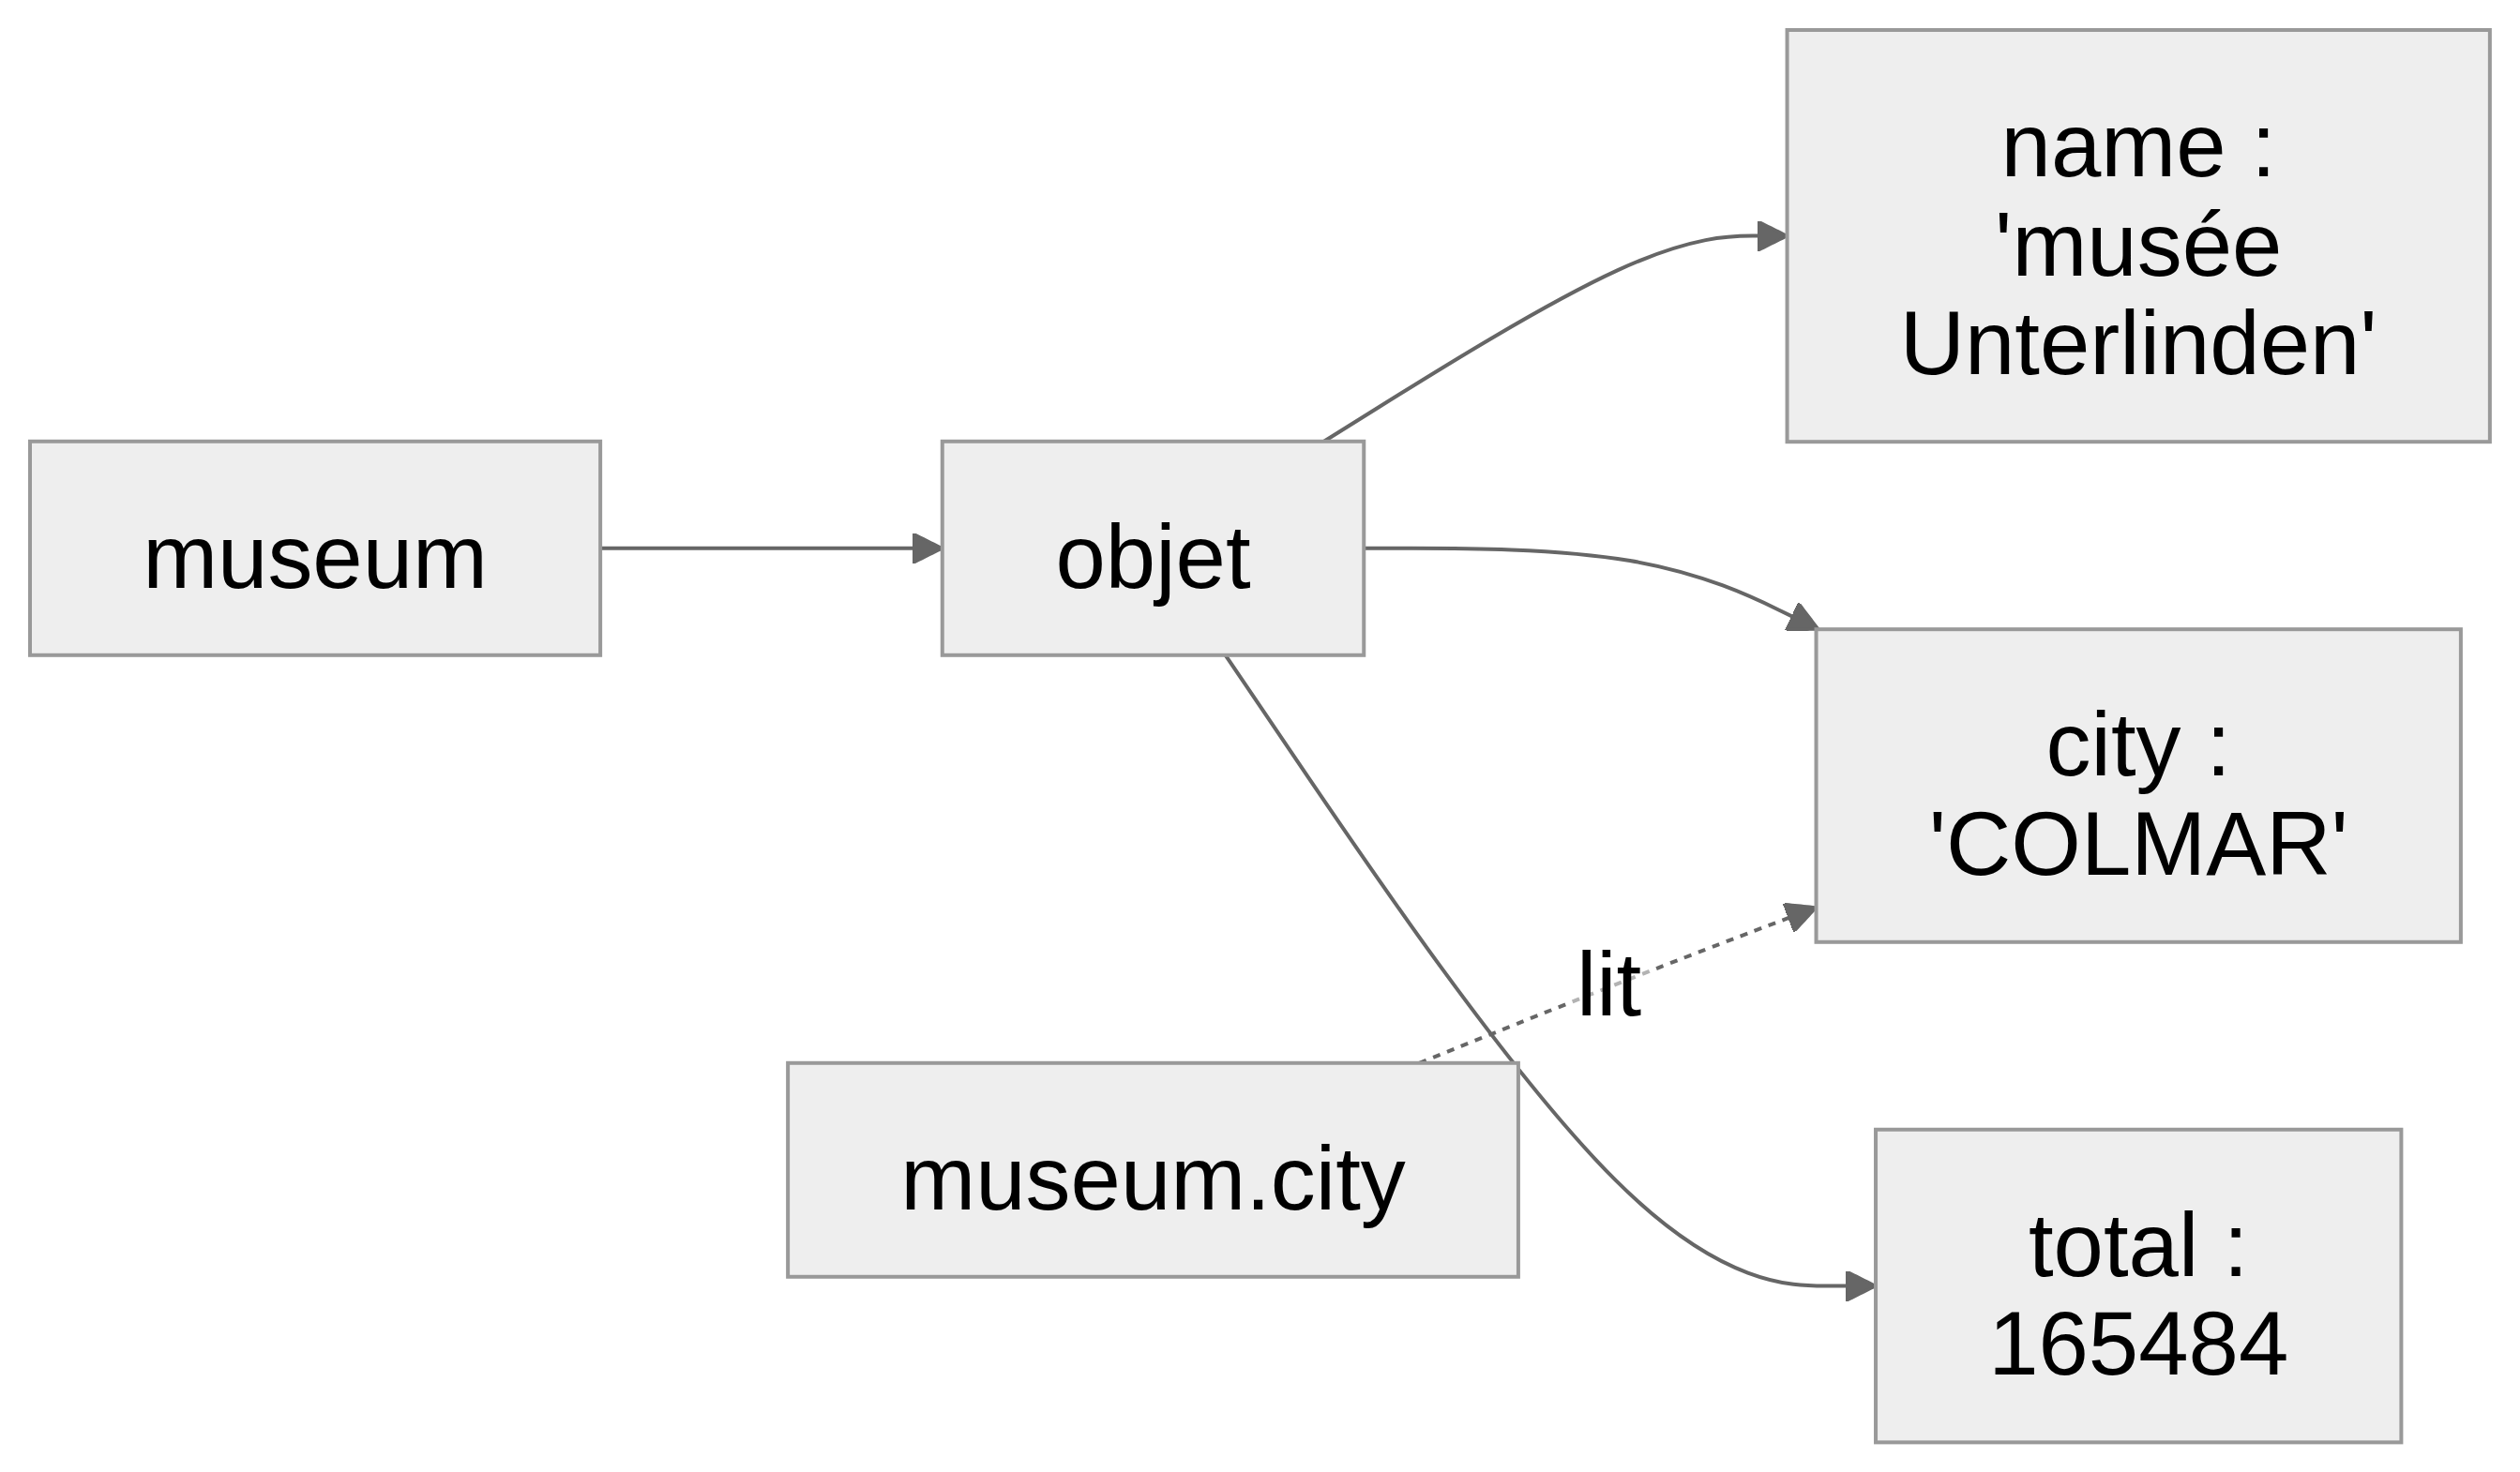 name :
'musée
Unterlinden'
museum
objet
city :
'COLMAR'
lit
museum.city
total :
165484